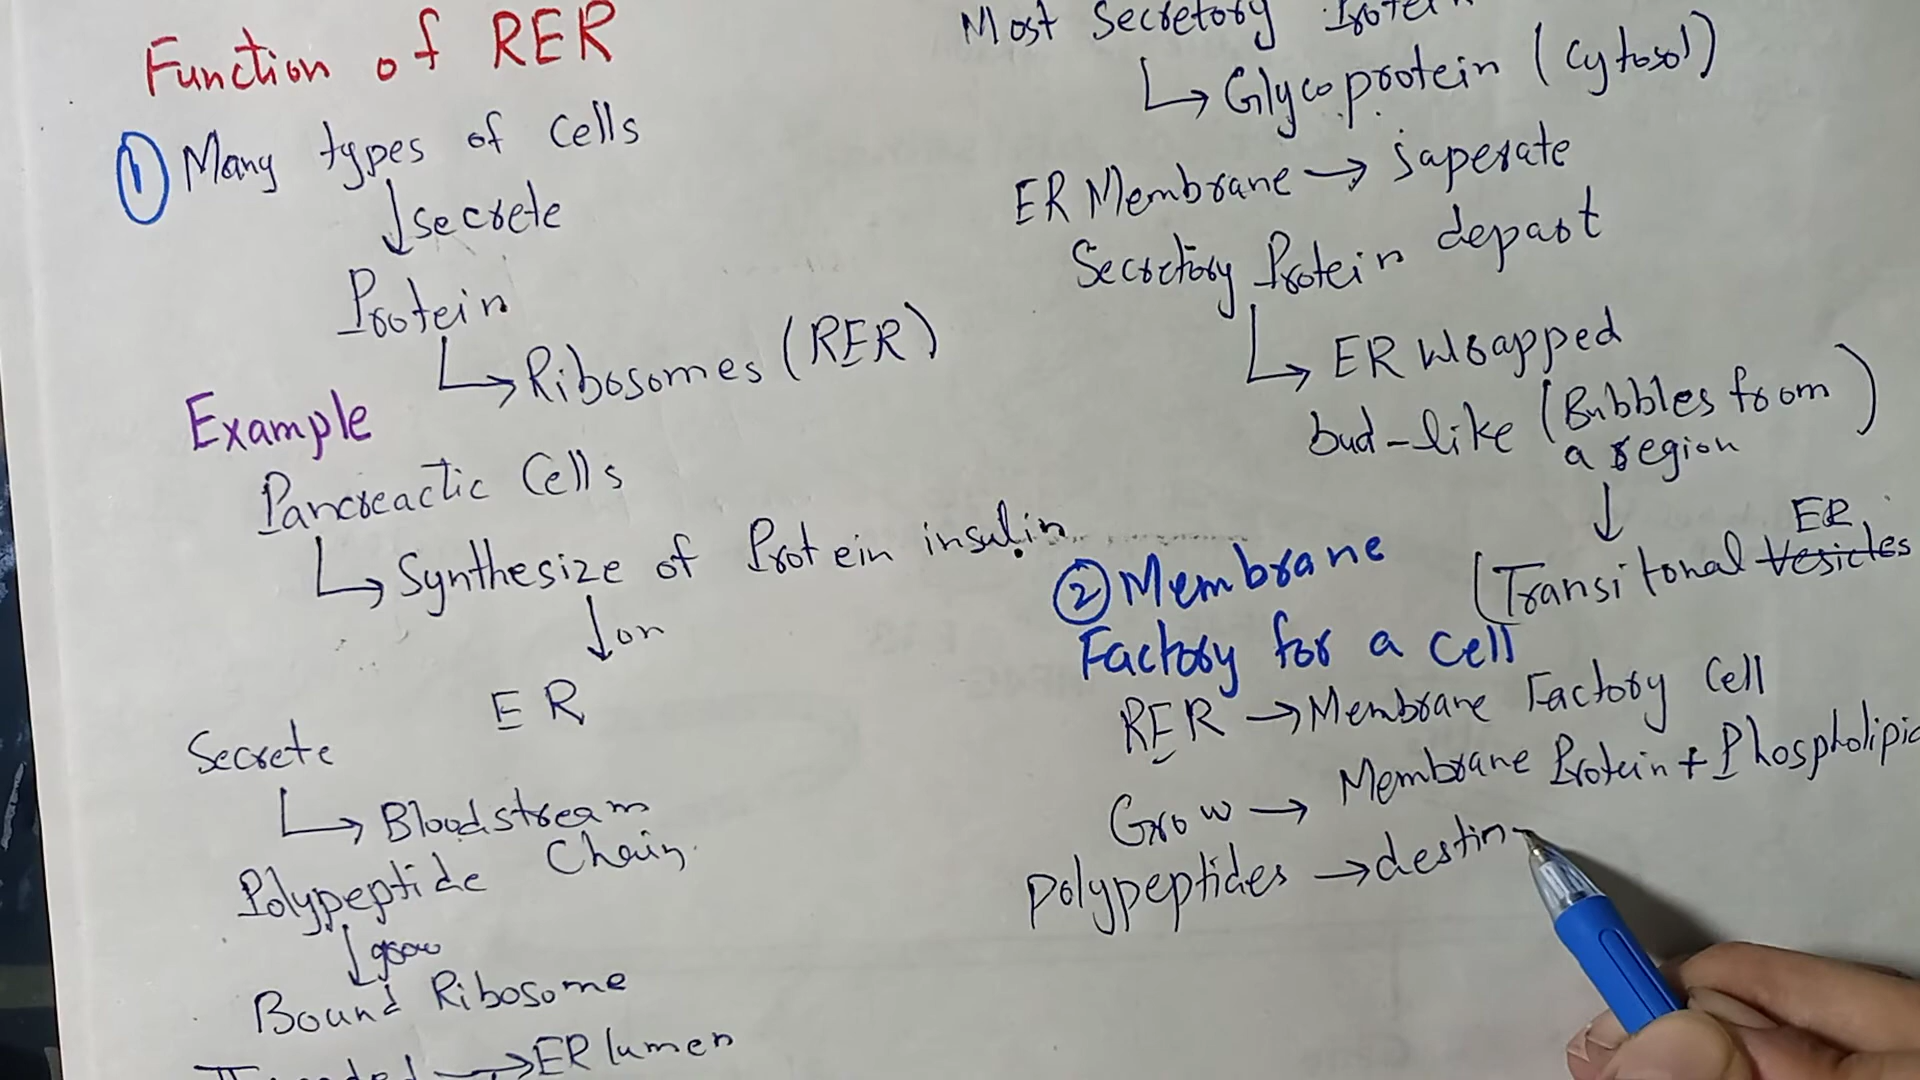 Function of RER
① Many types of cells
↓ secrete
Protein
↳ Ribosomes (RER)
Example
Pancreactic Cells
↳ Synthesize of Protein insulin
↓ on
ER
Secrete
↳ Bloodstream
Polypeptide Chain
↓ grow
Bound Ribosome
→ ER lumen
Most Secretory Protein
↳ Glycoprotein (Cytosol)
ER Membrane → saperate
Secretory Protein depart
↳ ER wrapped
bud-like (Bubbles from
a region)
↓
(Transitonal Vesicles ER
② Membrane
Factory for a cell
RER → Membrane Factory Cell
Grow → Membrane Protein + Phospholipid
Polypeptides → destin